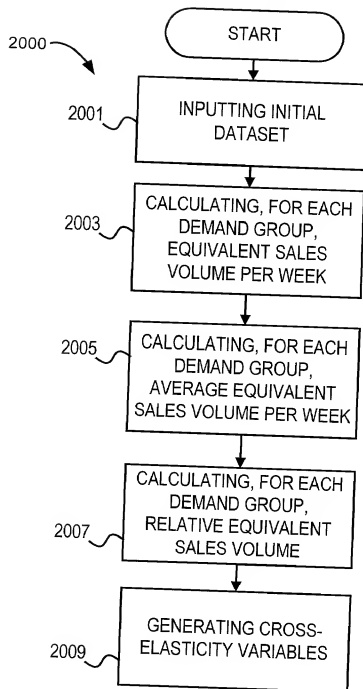 START
2000
INPUTTING INITIAL
DATASET
2001
CALCULATING, FOR EACH
DEMAND GROUP,
EQUIVALENT SALES
VOLUME PER WEEK
2003
CALCULATING, FOR EACH
DEMAND GROUP,
AVERAGE EQUIVALENT
SALES VOLUME PER WEEK
2005
CALCULATING, FOR EACH
DEMAND GROUP,
RELATIVE EQUIVALENT
SALES VOLUME
2007
GENERATING CROSS-
ELASTICITY VARIABLES
2009